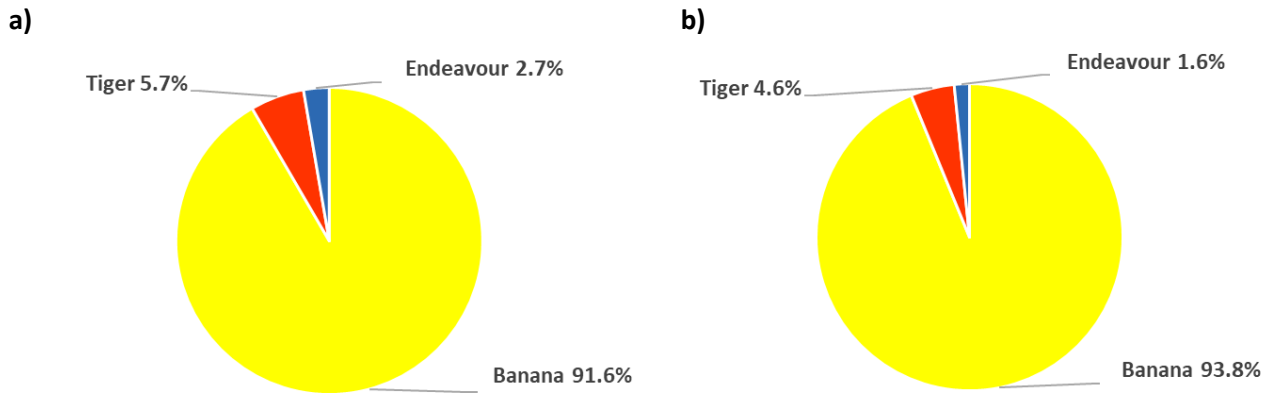 a)
Tiger 5.7%
Endeavour 2.7%
Banana 91.6%
b)
Tiger 4.6%
Endeavour 1.6%
Banana 93.8%